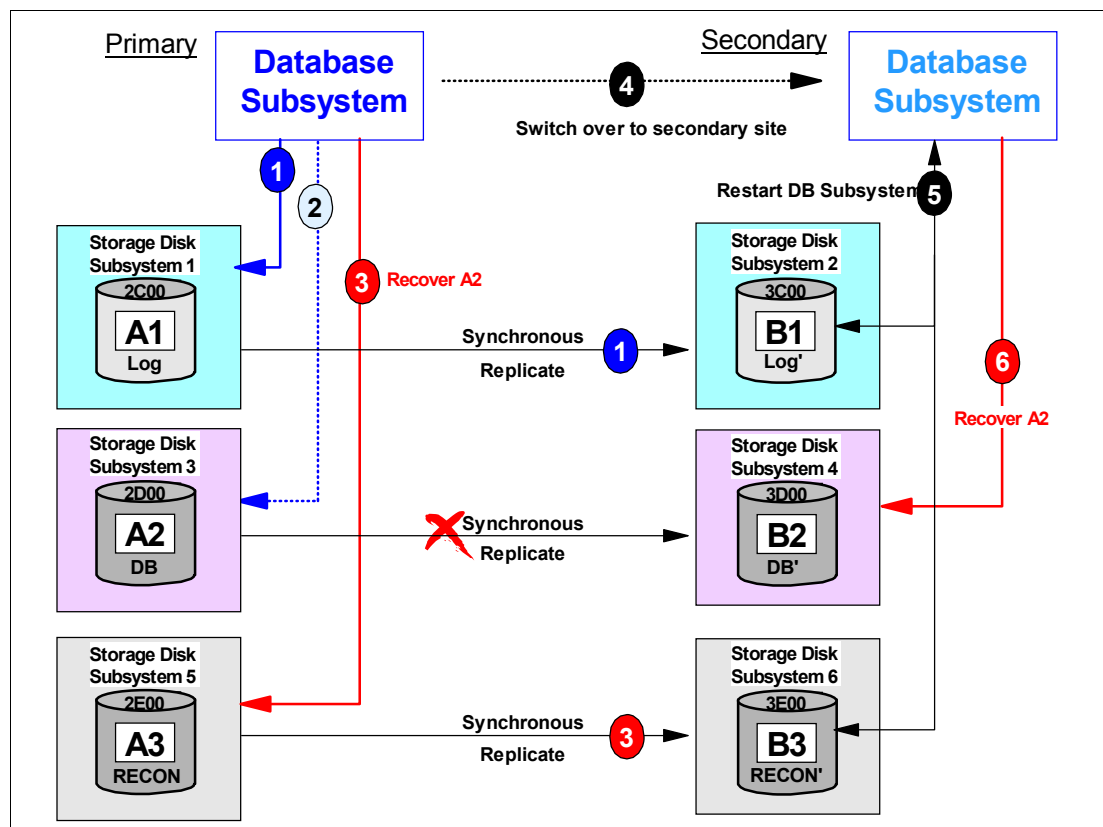 Primary
Secondary
Database
Subsystem
Database
Subsystem
4
Switch over to secondary site
1
2
Restart DB Subsystem
5
Storage Disk
Subsystem 1
2C00
A1
Log
3
Recover A2
Synchronous
Replicate
1
Storage Disk
Subsystem 2
3C00
B1
Log'
6
Recover A2
Storage Disk
Subsystem 3
2D00
A2
DB
Synchronous
Replicate
Storage Disk
Subsystem 4
3D00
B2
DB'
Storage Disk
Subsystem 5
2E00
A3
RECON
Synchronous
Replicate
3
Storage Disk
Subsystem 6
3E00
B3
RECON'